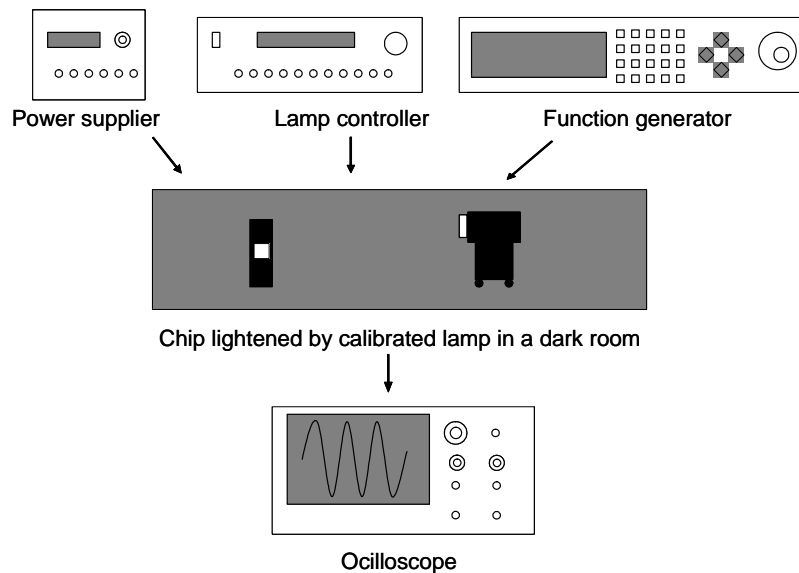 Power supplier
Lamp controller
Function generator
Chip lightened by calibrated lamp in a dark room
Ocilloscope